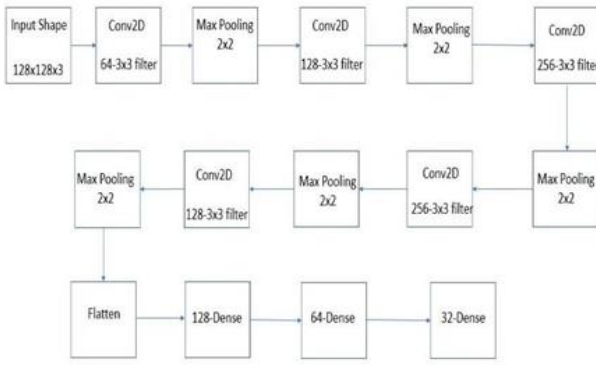 Input Shape
128x128x3
Conv2D
64-3x3 filter
Max Pooling
2x2
Conv2D
128-3x3 filter
Max Pooling
2x2
Conv2D
256-3x3 filter
Max Pooling
2x2
Conv2D
128-3x3 filter
Max Pooling
2x2
Conv2D
256-3x3 filter
Max Pooling
2x2
Flatten
128-Dense
64-Dense
32-Dense